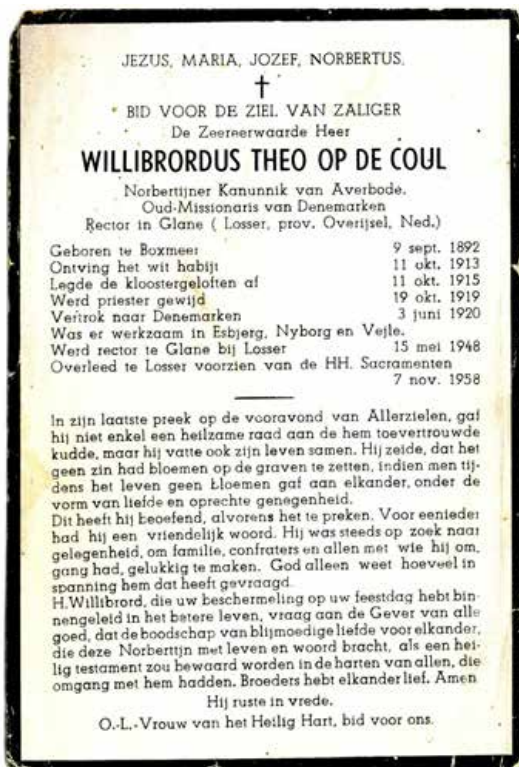 JEZUS, MARIA, JOZEF, NORBERTUS.
BID VOOR DE ZIEL VAN ZALIGER
De Zeereerwaarde Heer
WILLIBRORDUS THEO OP DE COUL
Norbertijner Kanunnik van Averbode.
Oud-Missionaris van Denemarken
Rector in Glane ( Losser, prov. Overijsel, Ned.)
Geboren te Boxmeer 9 sept. 1892
Ontving het wit habijt 11 okt. 1913
Legde de kloostergeloften af 11 okt. 1915
Werd priester gewijd 19 okt. 1919
Vertrok naar Denemarken 3 juni 1920
Was er werkzaam in Esbjerg, Nyborg en Vejle.
Werd rector te Glane bij Losser 15 mei 1948
Overleed te Losser voorzien van de HH. Sacramenten
7 nov. 1958
In zijn laatste preek op de vooravond van Allerzielen, gaf
hij niet enkel een heilzame raad aan de hem toevertrouwde
kudde, maar hij vatte ook zijn leven samen. Hij zeide, dat het
geen zin had bloemen op de graven te zetten, indien men tij-
dens het leven geen bloemen gaf aan elkander, onder de
vorm van liefde en oprechte genegenheid.
Dit heeft hij beoefend, alvorens het te preken. Voor eenieder
had hij een vriendelijk woord. Hij was steeds op zoek naar
gelegenheid, om familie, confraters en allen met wie hij om,
gang had, gelukkig te maken. God alleen weet hoeveel in
spanning hem dat heeft gevraagd.
H. Willibrord, die uw beschermeling op uw feestdag hebt bin-
nengeleid in het betere leven, vraag aan de Gever van alle
goed, dat de boodschap van blijmoedige liefde voor elkander,
die deze Norbertijn met leven en woord bracht, als een hei-
lig testament zou bewaard worden in de harten van allen, die
omgang met hem hadden. Broeders hebt elkander lief. Amen
Hij ruste in vrede.
O.-L.-Vrouw van het Heilig Hart, bid voor ons.